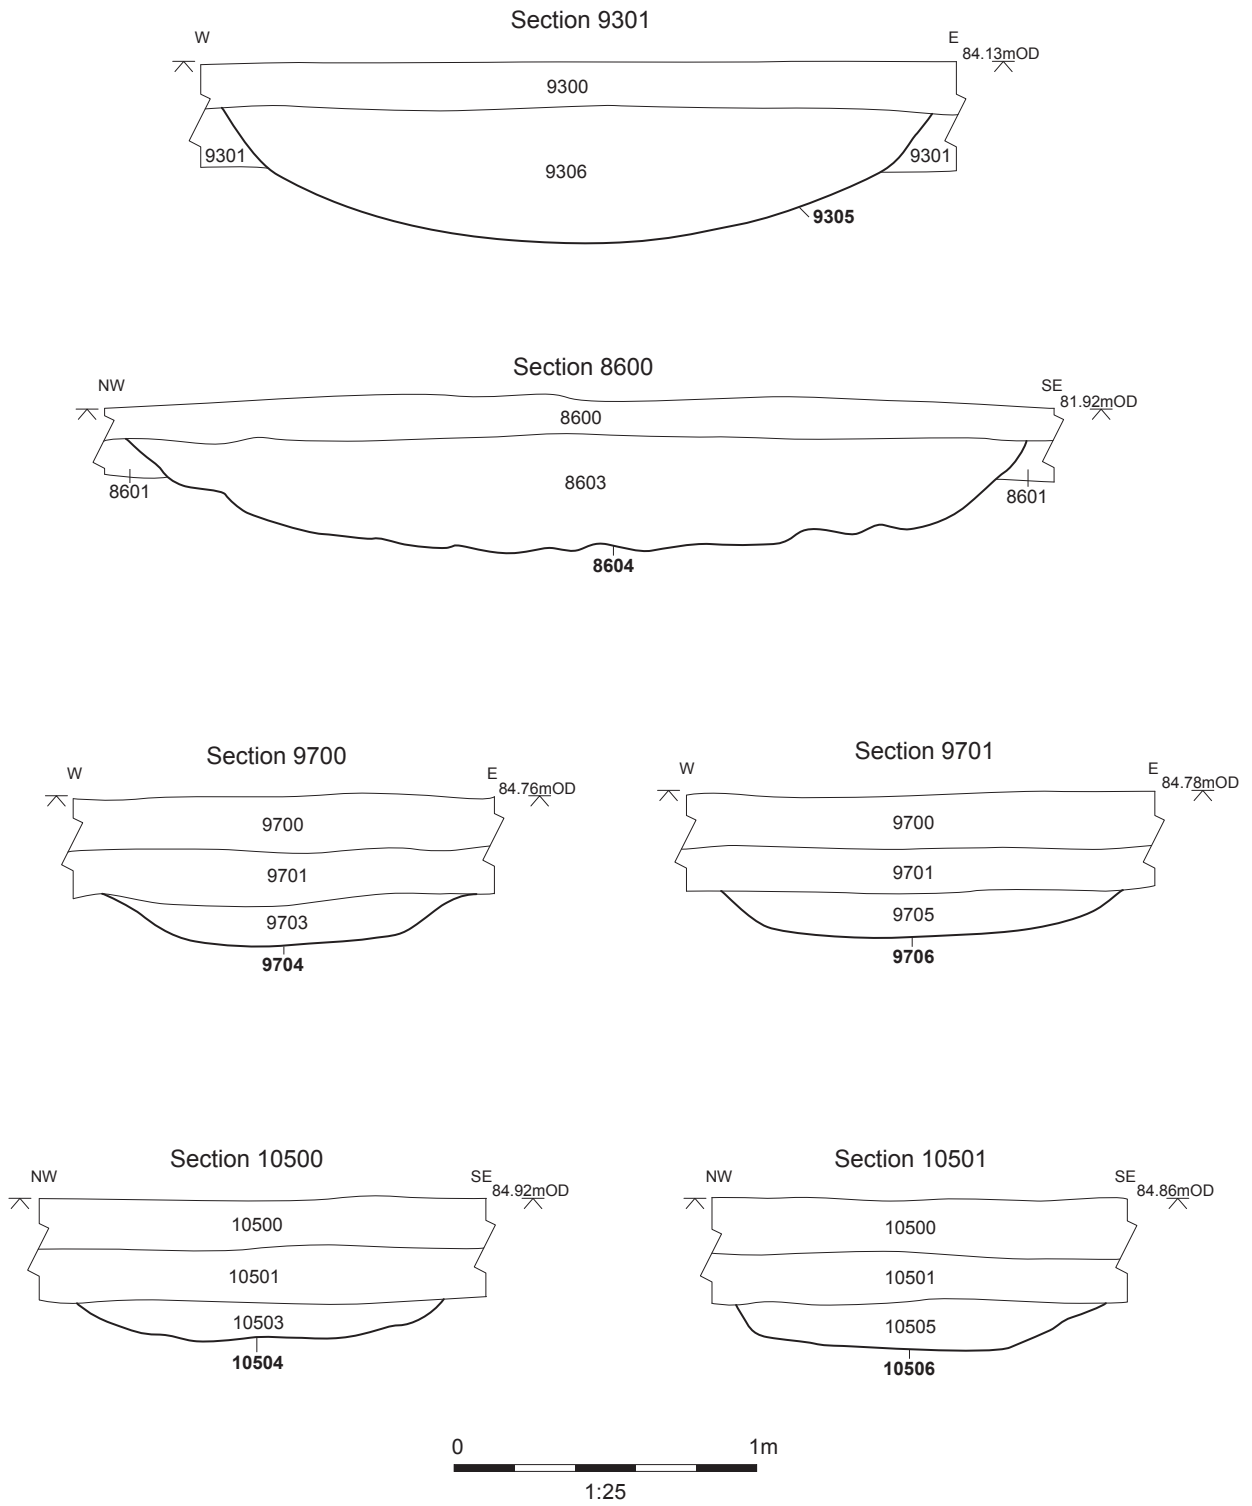 Section 9301
W E
84.13mOD
9300
9301 9301
9306
9305
Section 8600
NW SE
81.92mOD
8600
8603
8601 8601
8604
Section 9700
W E
84.76mOD
9700
9701
9703
9704
Section 9701
W E
84.78mOD
9700
9701
9705
9706
Section 10500
NW SE
84.92mOD
10500
10501
10503
10504
Section 10501
NW SE
84.86mOD
10500
10501
10505
10506
0 1m
1:25